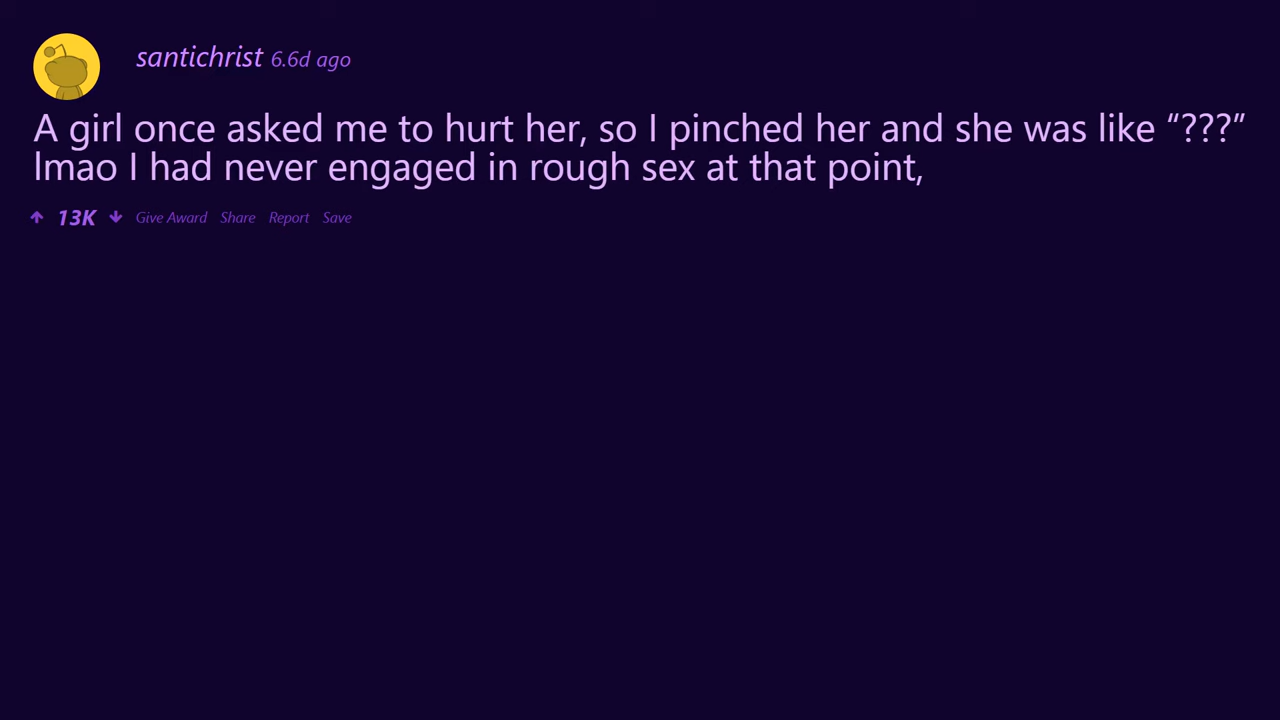 santichrist 6.6d ago
A girl once asked me to hurt her, so I pinched her and she was like “???”
lmao I had never engaged in rough sex at that point,
13K Give Award Share Report Save